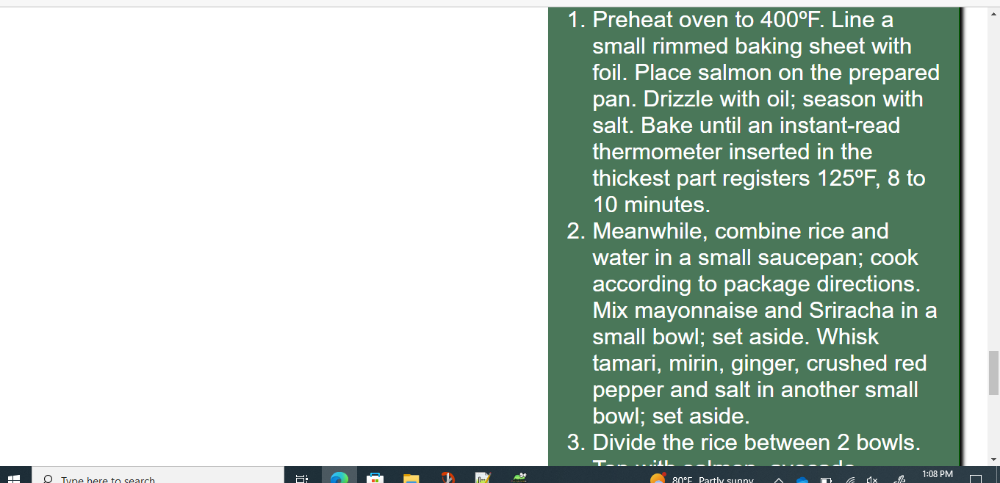 1. Preheat oven to 400ºF. Line a
small rimmed baking sheet with
foil. Place salmon on the prepared
pan. Drizzle with oil; season with
salt. Bake until an instant-read
thermometer inserted in the
thickest part registers 125ºF, 8 to
10 minutes.
2. Meanwhile, combine rice and
water in a small saucepan; cook
according to package directions.
Mix mayonnaise and Sriracha in a
small bowl; set aside. Whisk
tamari, mirin, ginger, crushed red
pepper and salt in another small
bowl; set aside.
3. Divide the rice between 2 bowls.
Top with salmon, avocado,
Type here to search
80°F Partly sunny
1:08 PM